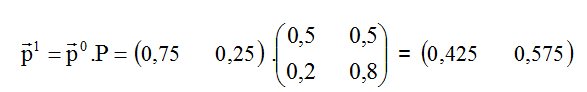 p⃗¹ = p⃗⁰.P = (0,75 0,25).(0,5 0,5
0,2 0,8) = (0,425 0,575)